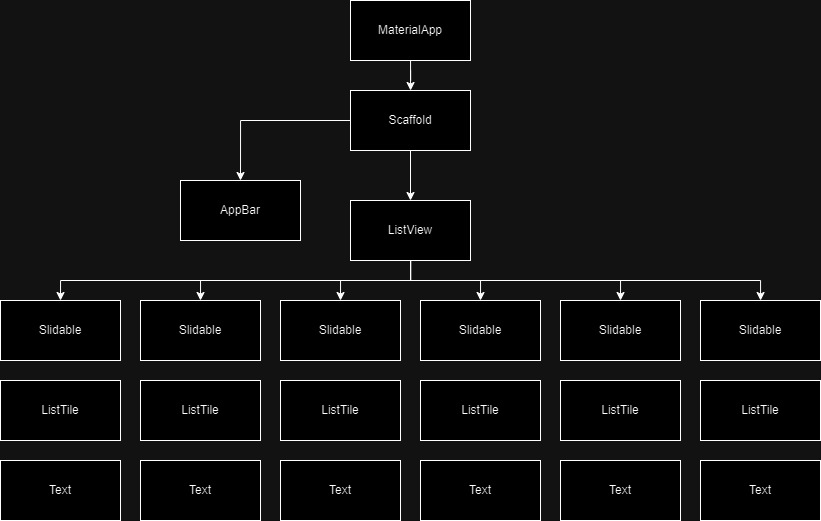 MaterialApp
Scaffold
AppBar
ListView
Slidable Slidable Slidable Slidable Slidable Slidable
ListTile ListTile ListTile ListTile ListTile ListTile
Text Text Text Text Text Text